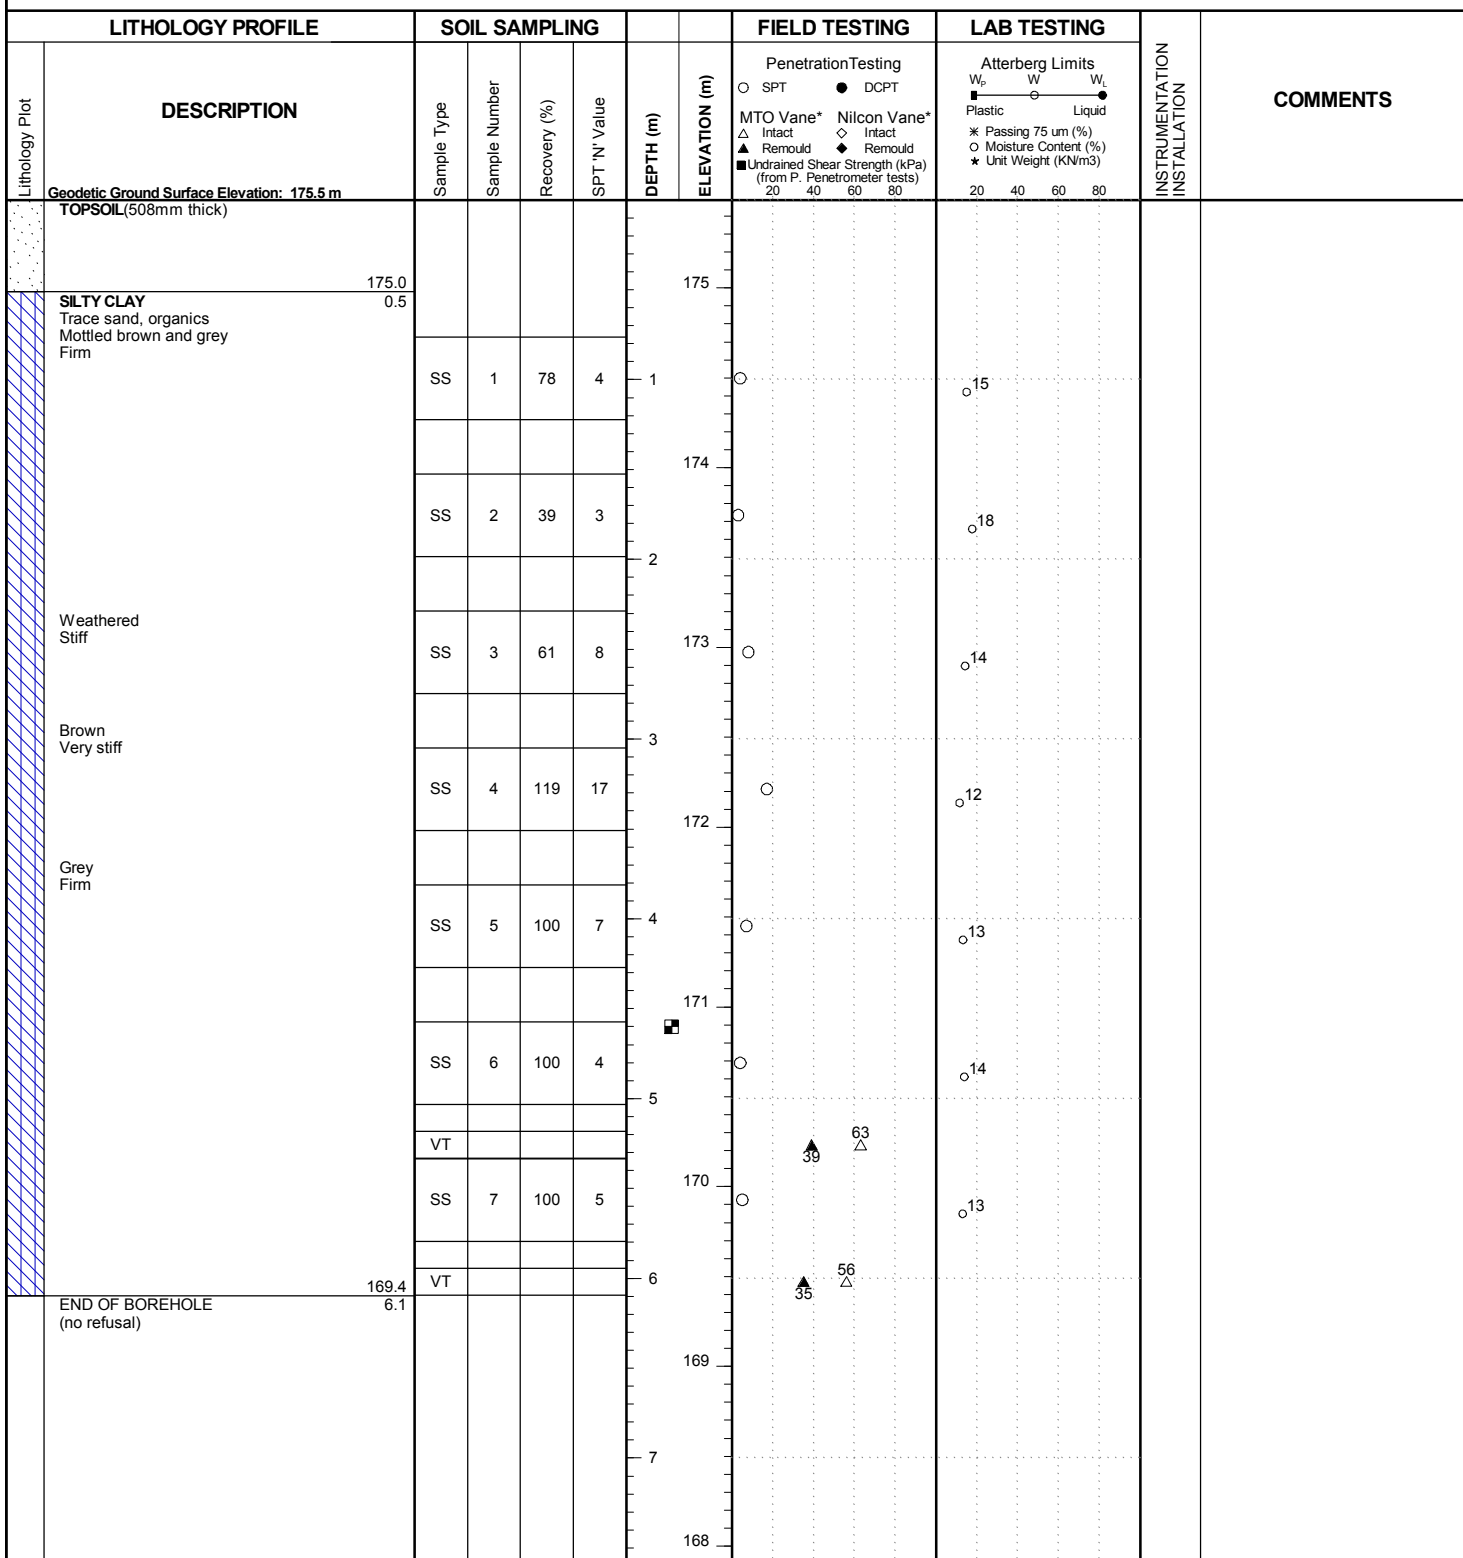 LITHOLOGY PROFILE
SOIL SAMPLING
FIELD TESTING
LAB TESTING
Lithology Plot
DESCRIPTION
Geodetic Ground Surface Elevation: 175.5 m
Sample Type
Sample Number
Recovery (%)
SPT 'N' Value
DEPTH (m)
ELEVATION (m)
PenetrationTesting
SPT DCPT
MTO Vane* Nilcon Vane*
Intact Intact
Remould Remould
Undrained Shear Strength (kPa)
(from P. Penetrometer tests)
20 40 60 80
Atterberg Limits
WP W WL
Plastic Liquid
Passing 75 um (%)
Moisture Content (%)
Unit Weight (KN/m3)
20 40 60 80
INSTRUMENTATION
INSTALLATION
COMMENTS
TOPSOIL(508mm thick)
175.0
175
SILTY CLAY 0.5
Trace sand, organics
Mottled brown and grey
Firm
SS 1 78 4 1 15
174
SS 2 39 3 18
2
Weathered
Stiff
173
SS 3 61 8 14
Brown
Very stiff
3
SS 4 119 17 12
172
Grey
Firm
SS 5 100 7 4 13
171
SS 6 100 4 14
5
63
VT
39
170
SS 7 100 5 13
56
VT 6
169.4
35
END OF BOREHOLE 6.1
(no refusal)
169
7
168